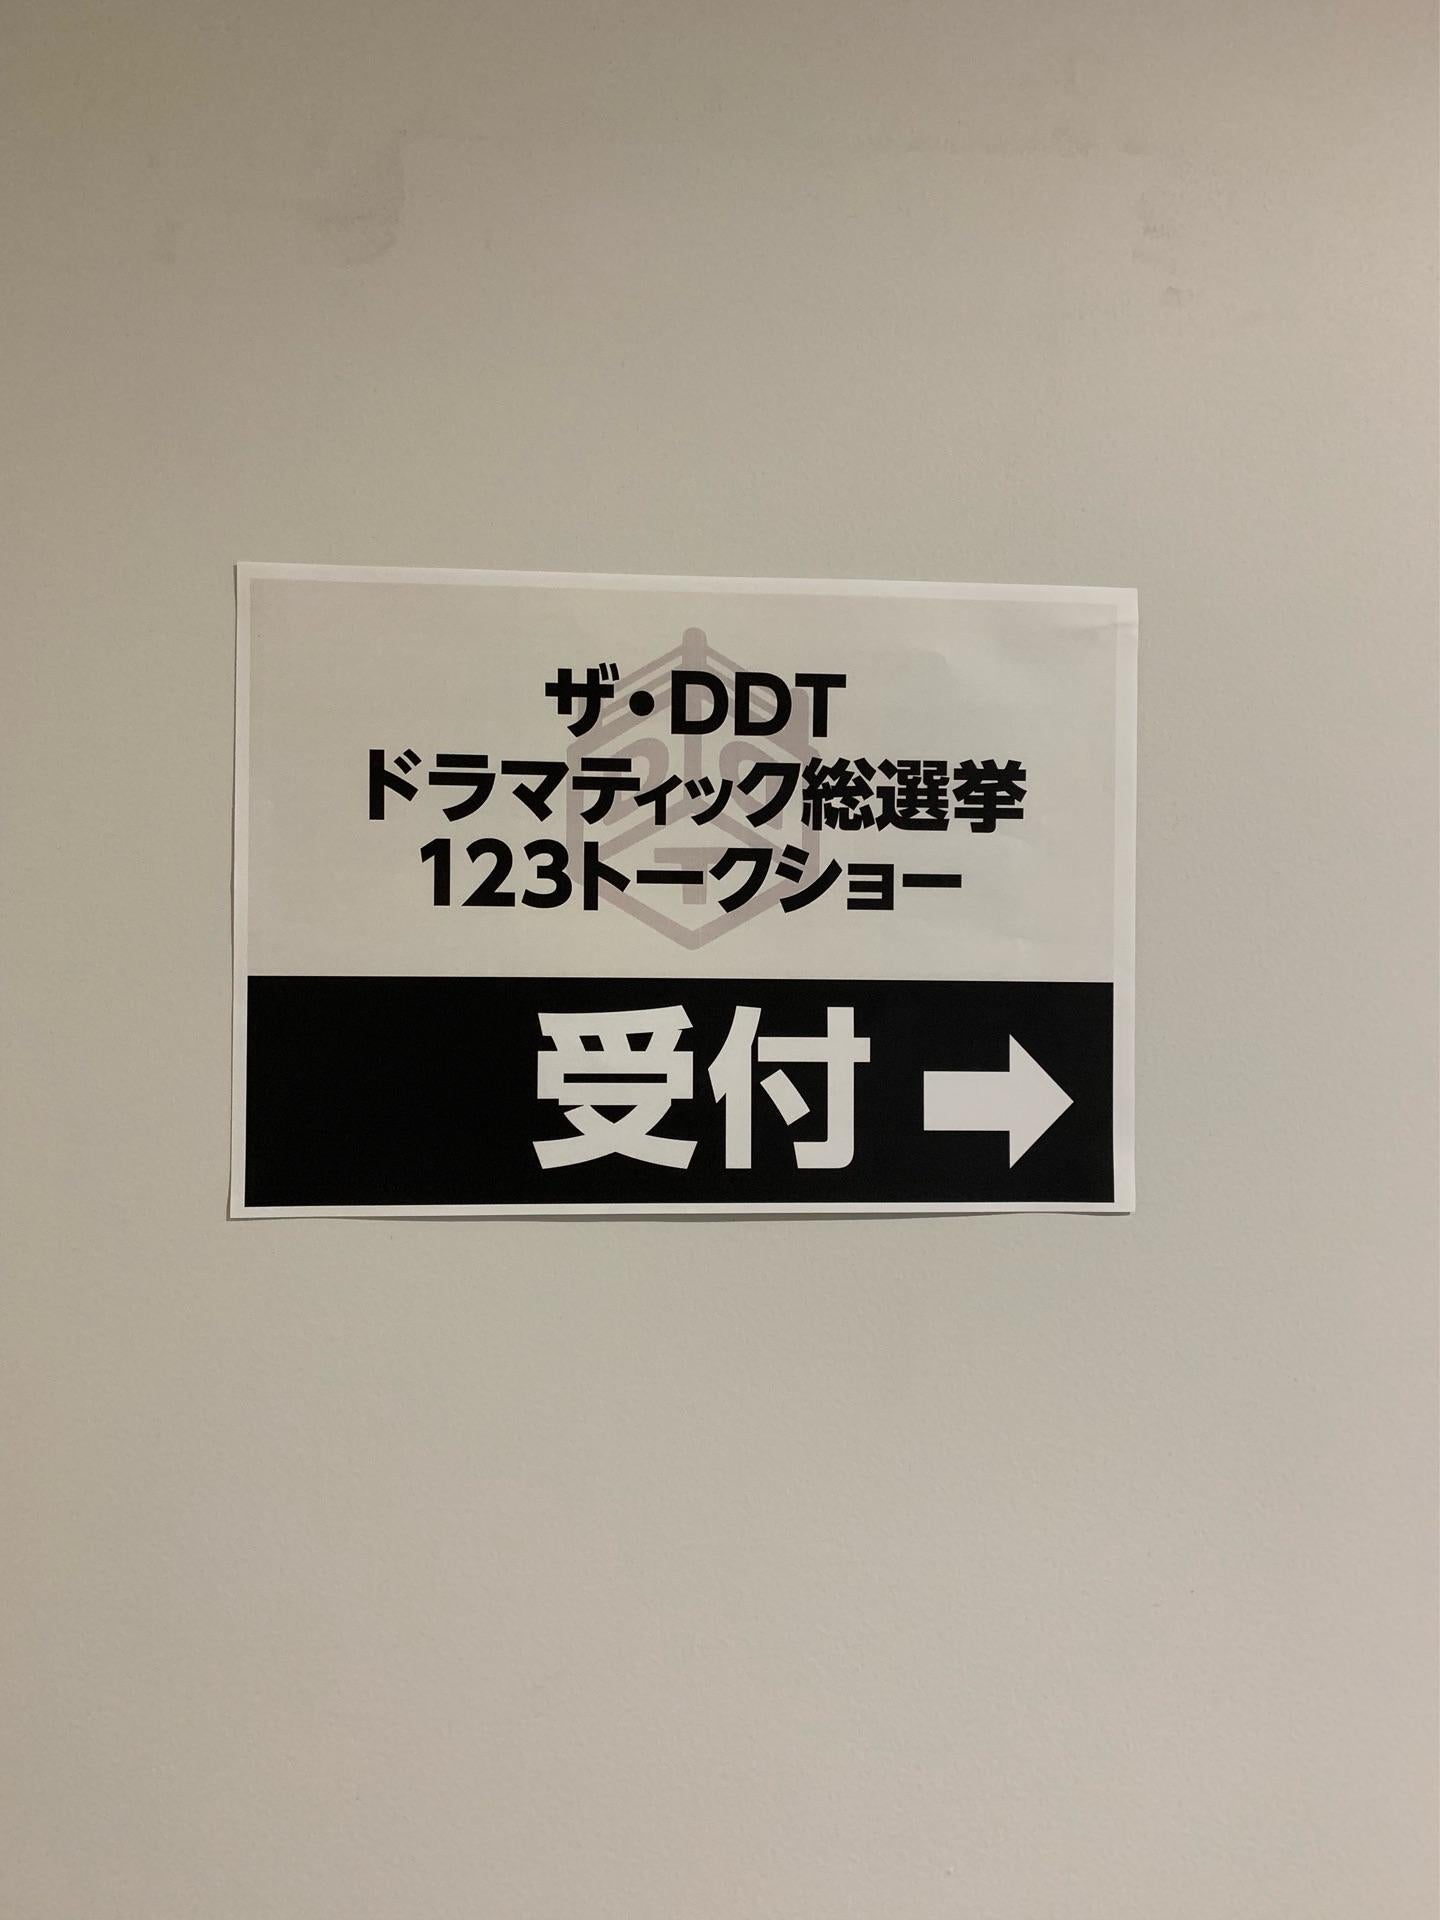 ザ・DDT
ドラマティック総選挙
123トークショー
受付➡